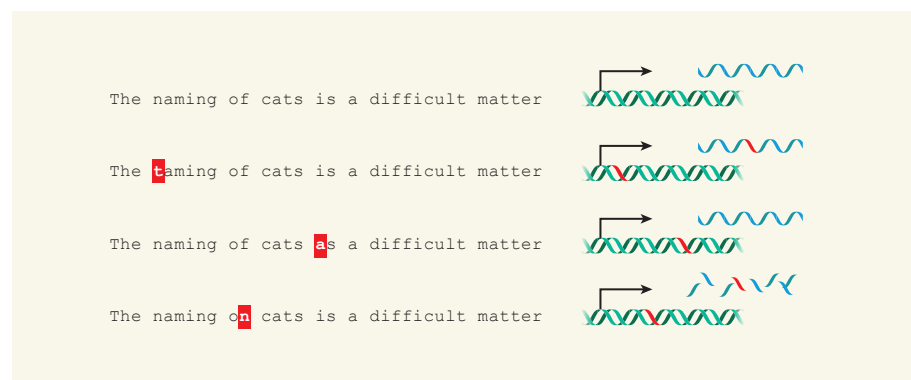 The naming of cats is a difficult matter
The taming of cats is a difficult matter
The naming of cats as a difficult matter
The naming on cats is a difficult matter